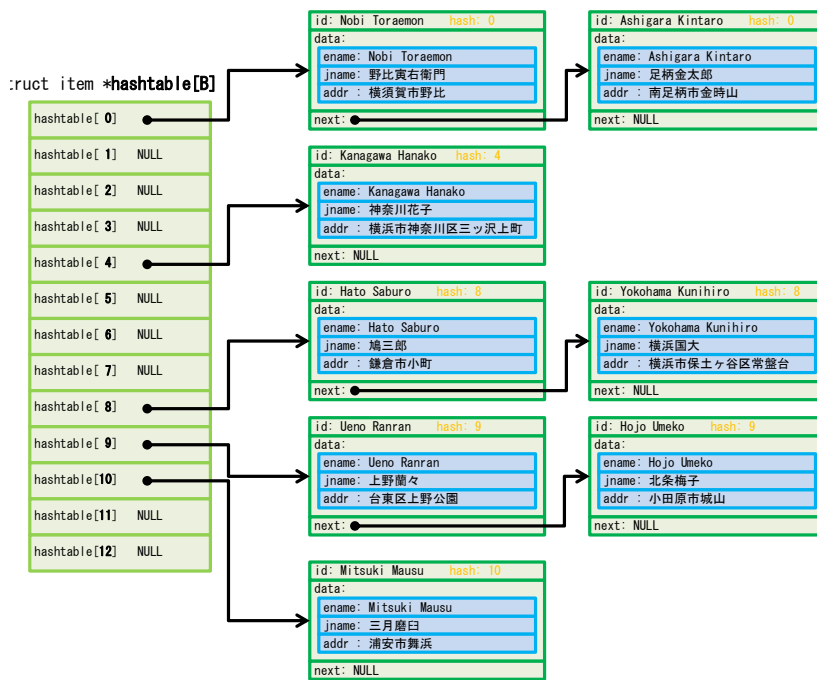 truct item *hashtable[B]
hashtable[ 0]
hashtable[ 1] NULL
hashtable[ 2] NULL
hashtable[ 3] NULL
hashtable[ 4]
hashtable[ 5] NULL
hashtable[ 6] NULL
hashtable[ 7] NULL
hashtable[ 8]
hashtable[ 9]
hashtable[10]
hashtable[11] NULL
hashtable[12] NULL
id: Nobi Toraemon hash: 0
data:
ename: Nobi Toraemon
jname: 野比寅右衛門
addr : 横須賀市野比
next:
id: Ashigara Kintaro hash: 0
data:
ename: Ashigara Kintaro
jname: 足柄金太郎
addr : 南足柄市金時山
next: NULL
id: Kanagawa Hanako hash: 4
data:
ename: Kanagawa Hanako
jname: 神奈川花子
addr : 横浜市神奈川区三ッ沢上町
next: NULL
id: Hato Saburo hash: 8
data:
ename: Hato Saburo
jname: 鳩三郎
addr : 鎌倉市小町
next:
id: Yokohama Kunihiro hash: 8
data:
ename: Yokohama Kunihiro
jname: 横浜国大
addr : 横浜市保土ヶ谷区常盤台
next: NULL
id: Ueno Ranran hash: 9
data:
ename: Ueno Ranran
jname: 上野蘭々
addr : 台東区上野公園
next:
id: Hojo Umeko hash: 9
data:
ename: Hojo Umeko
jname: 北条梅子
addr : 小田原市城山
next: NULL
id: Mitsuki Mausu hash: 10
data:
ename: Mitsuki Mausu
jname: 三月磨臼
addr : 浦安市舞浜
next: NULL